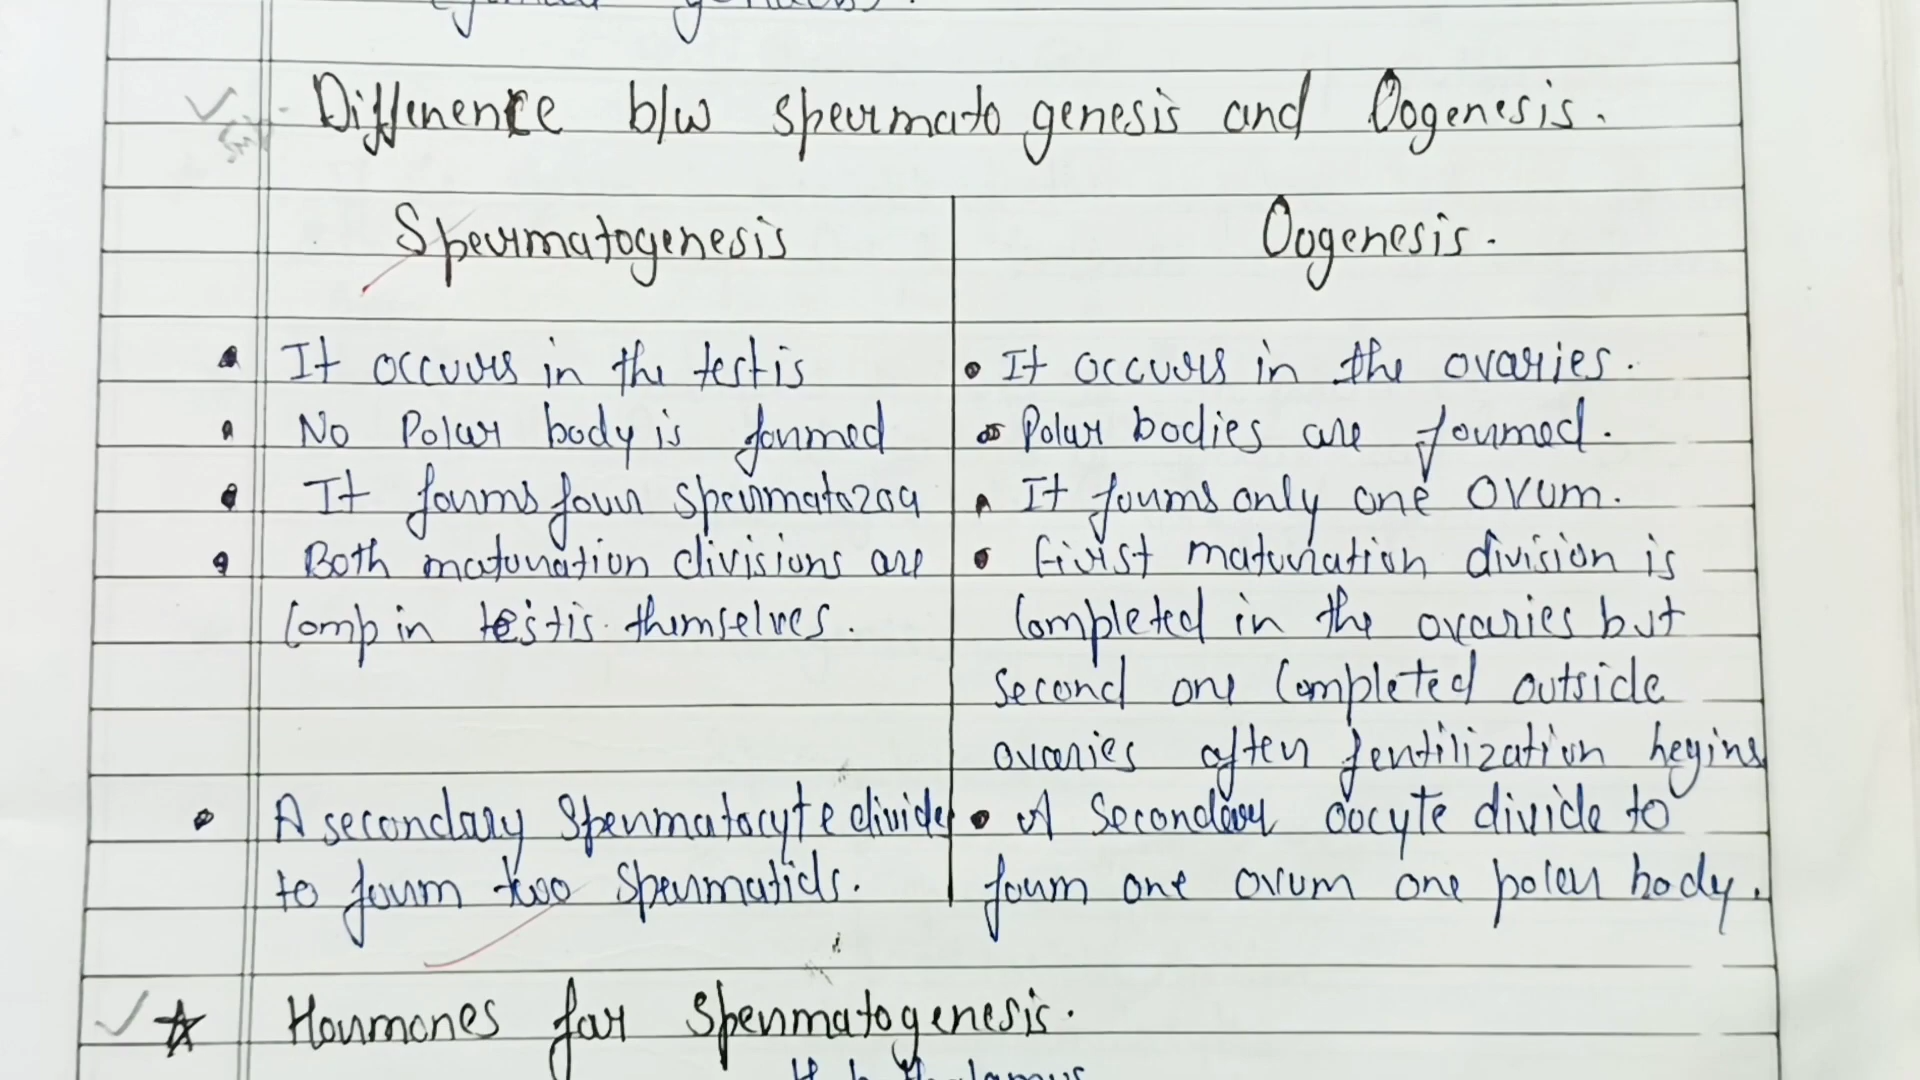 Difference b/w spermato genesis and Oogenesis.
Spermatogenesis
Oogenesis.
• It occurs in the testis
• No Polar body is formed
• It forms four spermatozoa
• Both maturation divisions are
comp in testis themselves.
• A secondary Spermatocyte divide
to form two spermatids.
• It occurs in the ovaries.
• Polar bodies are formed.
• It forms only one ovum.
• First maturation division is
completed in the ovaries but
second one completed outside
ovaries after fertilization begins
• A secondary oocyte divide to
form one ovum one polar body.
☆ Hormones for Spermatogenesis.